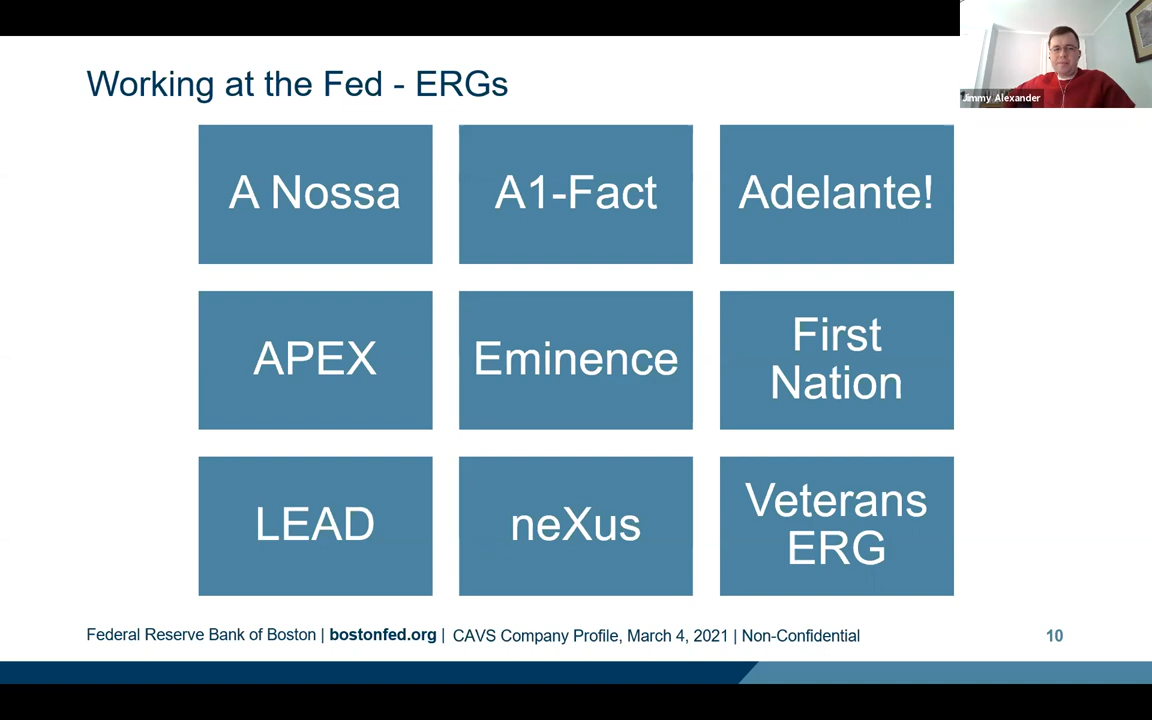 Working at the Fed - ERGs
Jimmy Alexander
A Nossa
A1-Fact
Adelante!
APEX
Eminence
First
Nation
LEAD
neXus
Veterans
ERG
Federal Reserve Bank of Boston | bostonfed.org | CAVS Company Profile, March 4, 2021 | Non-Confidential
10